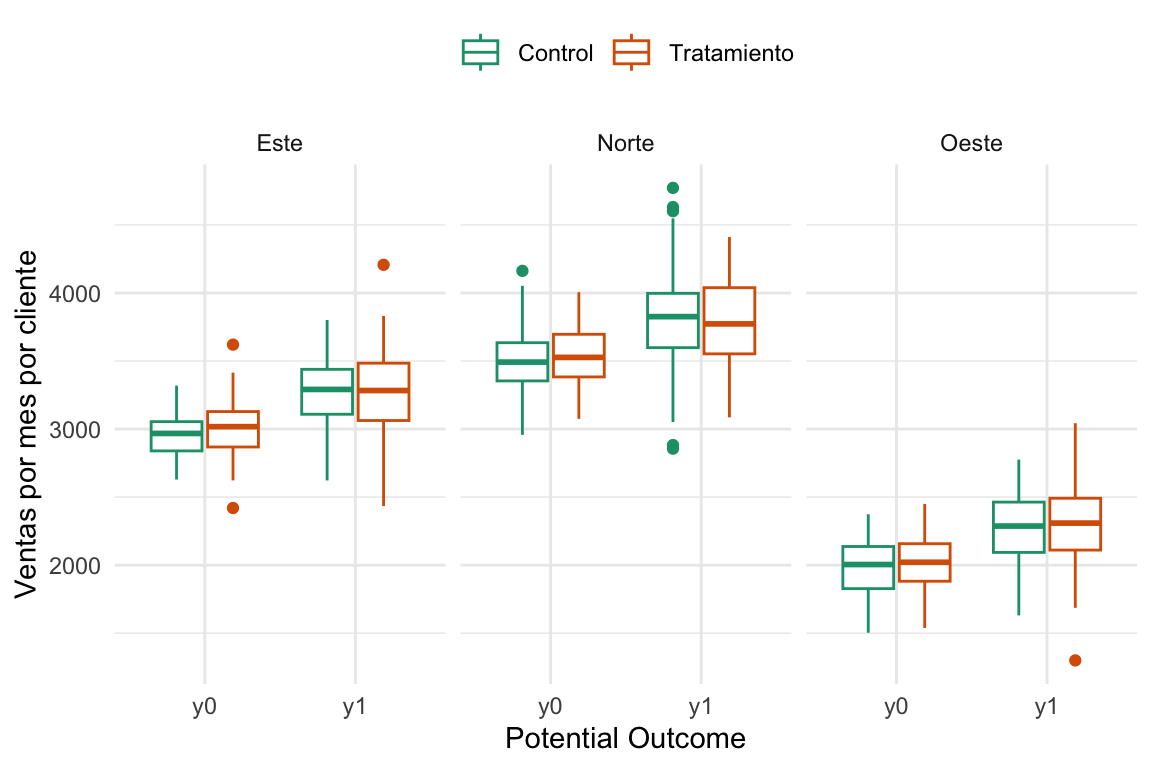 Control Tratamiento
Este Norte Oeste
Ventas por mes por cliente
4000
3000
2000
y0 y1 y0 y1 y0 y1
Potential Outcome